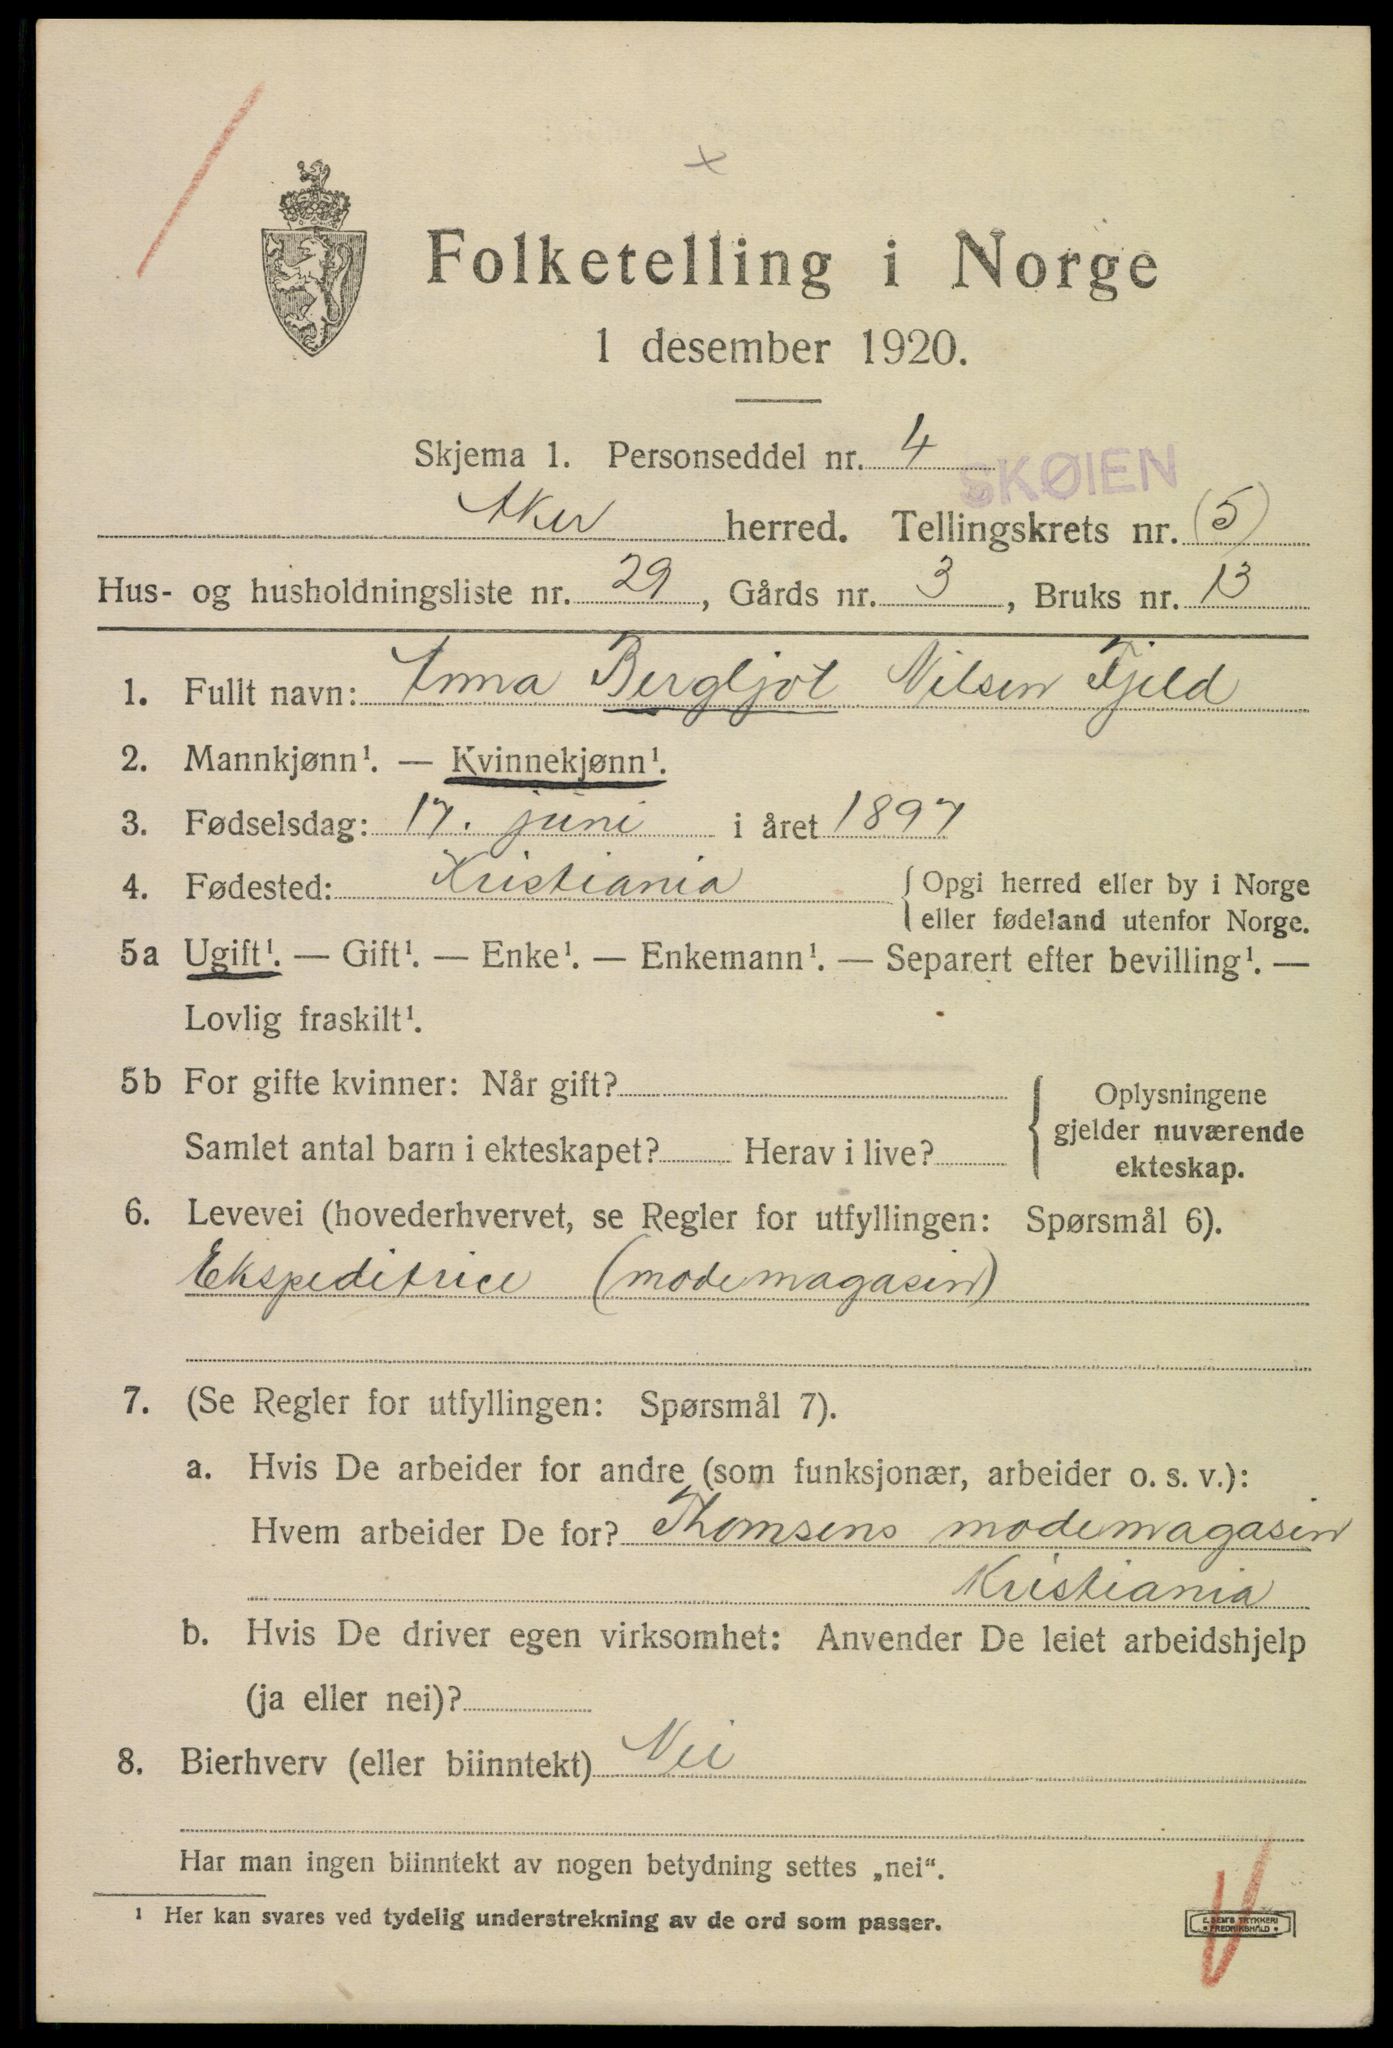 Folketelling i Norge
1 desember 1920.
Skjema 1. Personseddel nr. 4
SKØIEN
Aker herred. Tellingskrets nr. (5)
Hus- og husholdningsliste nr. 29, Gårds nr. 3, Bruks nr. 13
1. Fullt navn: Anna Bergljot Nilsen Fjeld
2. Mannkjønn¹. — Kvinnekjønn¹.
3. Fødselsdag: 17. juni i året 1897
4. Fødested: Kristiania { Opgi herred eller by i Norge
eller fødeland utenfor Norge.
5a Ugift¹. — Gift¹. — Enke¹. — Enkemann¹. — Separert efter bevilling¹. —
Lovlig fraskilt¹.
5b For gifte kvinner: Når gift?
Samlet antal barn i ekteskapet? Herav i live?
Oplysningene
gjelder nuværende
ekteskap.
6. Levevei (hovederhvervet, se Regler for utfyllingen: Spørsmål 6).
Ekspeditrice (modemagasin)
7. (Se Regler for utfyllingen: Spørsmål 7).
a. Hvis De arbeider for andre (som funksjonær, arbeider o. s. v.):
Hvem arbeider De for? Thomsens modemagasin
Kristiania
b. Hvis De driver egen virksomhet: Anvender De leiet arbeidshjelp
(ja eller nei)?
8. Bierhverv (eller biinntekt) Nei
Har man ingen biinntekt av nogen betydning settes „nei“.
¹ Her kan svares ved tydelig understrekning av de ord som passer.
E. SEM'S TRYKKERI
FREDRIKSHALD